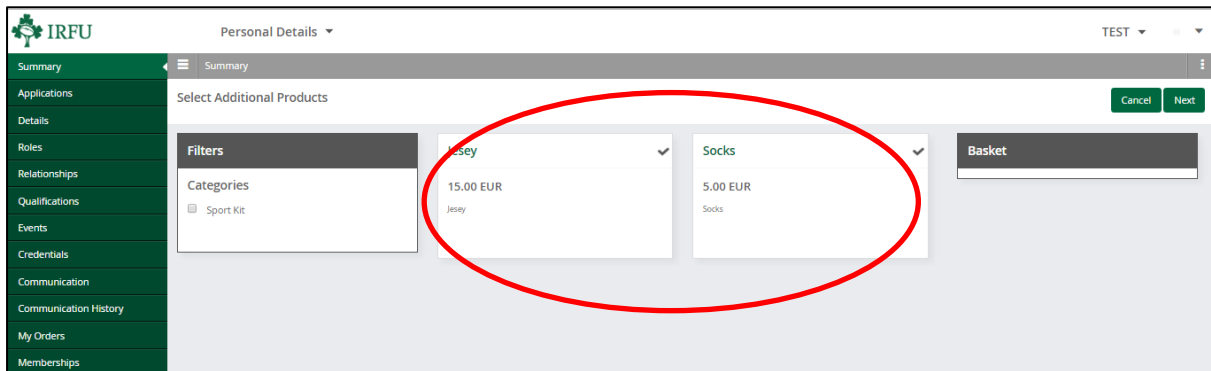 IRFU
Personal Details
TEST
Summary
Summary
Applications
Details
Roles
Relationships
Qualifications
Events
Credentials
Communication
Communication History
My Orders
Memberships
Select Additional Products
Cancel
Next
Filters
Categories
Sport Kit
Jesey
15.00 EUR
Jesey
Socks
5.00 EUR
Socks
Basket